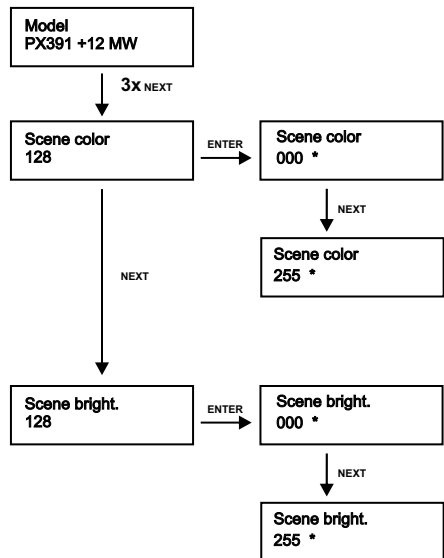 Model
PX391 +12 MW
3x NEXT
Scene color
128
ENTER
Scene color
000 *
NEXT
Scene color
255 *
NEXT
Scene bright.
128
ENTER
Scene bright.
000 *
NEXT
Scene bright.
255 *